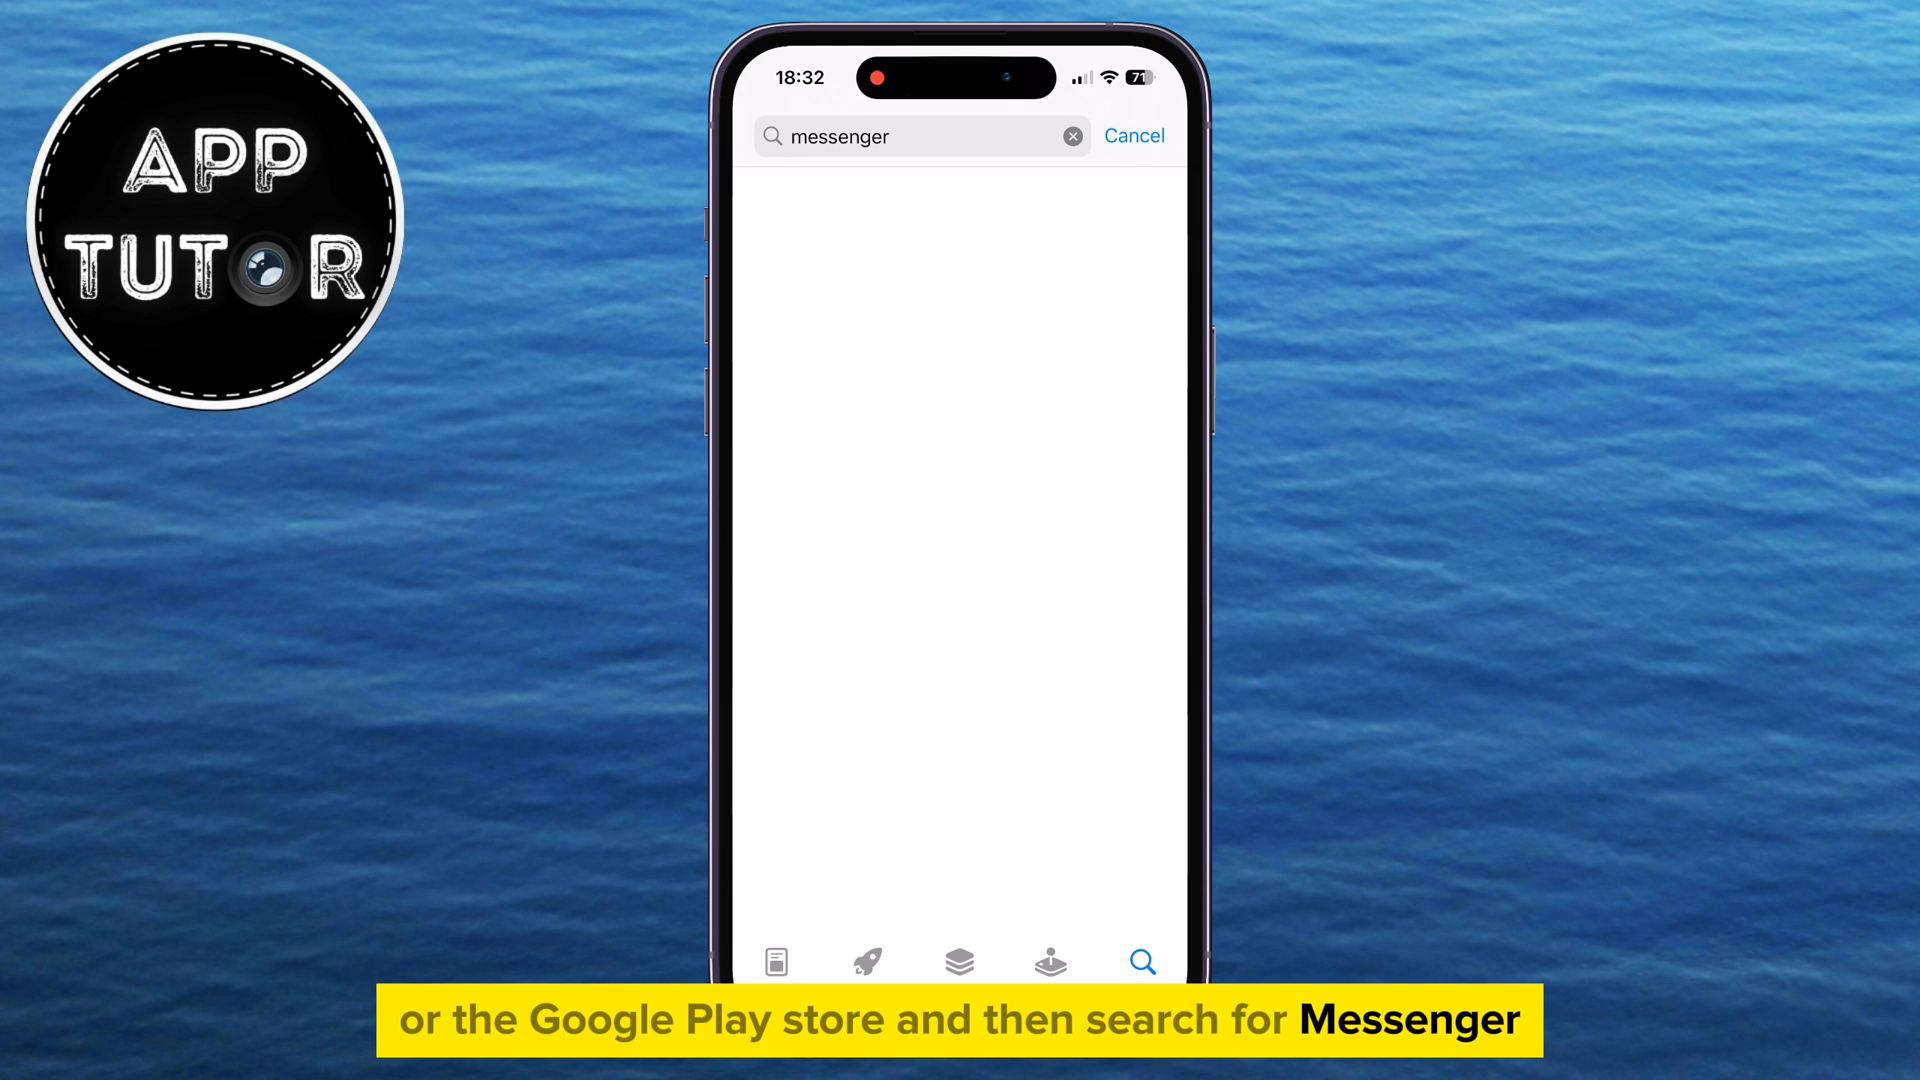 APP
TUTOR
18:32
71
messenger
Cancel
or the Google Play store and then search for Messenger